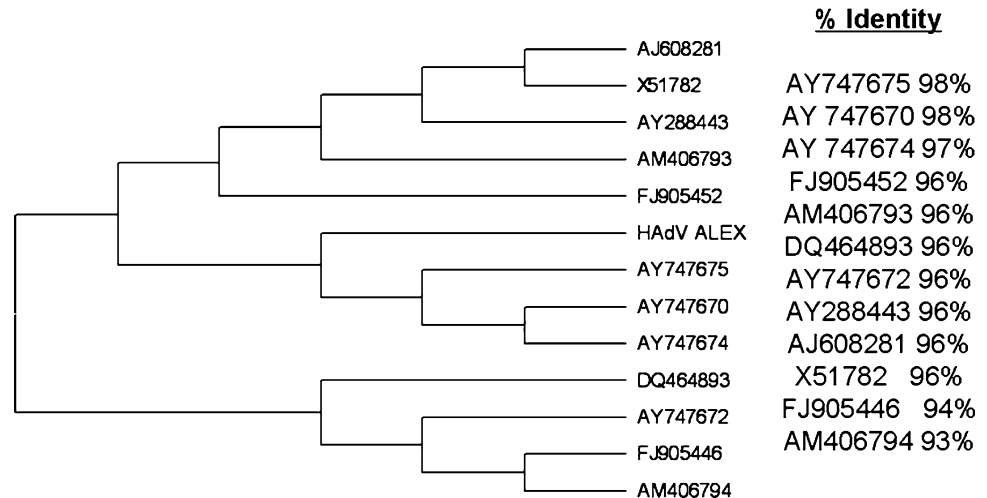 % Identity
AJ608281
X51782
AY288443
AM406793
FJ905452
HAdV ALEX
AY747675
AY747670
AY747674
DQ464893
AY747672
FJ905446
AM406794
AY747675 98%
AY 747670 98%
AY 747674 97%
FJ905452 96%
AM406793 96%
DQ464893 96%
AY747672 96%
AY288443 96%
AJ608281 96%
X51782 96%
FJ905446 94%
AM406794 93%